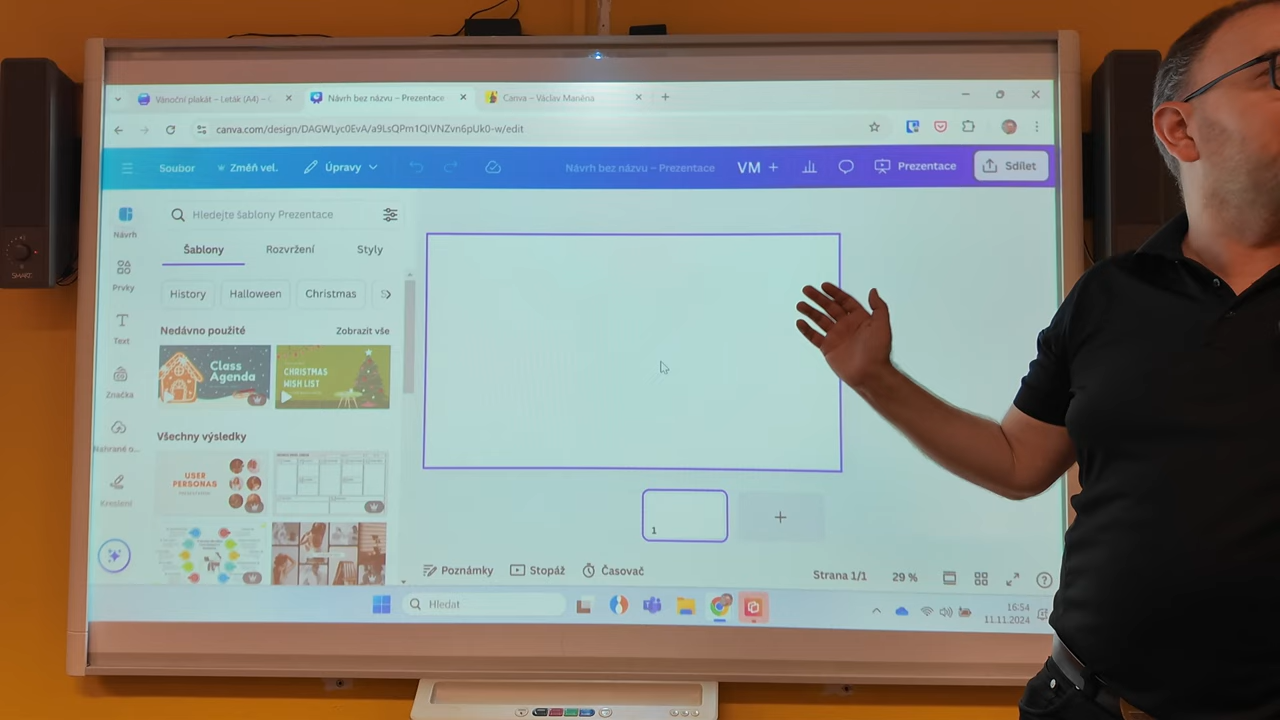 Vánoční plakát – Leták (A4) – (
Návrh bez názvu – Prezentace
Canva – Václav Maněna
canva.com/design/DAGWLyc0EvA/a9LsQPm1QIVNZvn6pUk0-w/edit
Soubor
Změň vel.
Úpravy
Návrh bez názvu – Prezentace
VM
Prezentace
Sdílet
Návrh
Prvky
Text
Značka
Nahrané o...
Kreslení
Hledejte šablony Prezentace
Šablony
Rozvržení
Styly
History
Halloween
Christmas
S
Nedávno použité
Zobrazit vše
Class
Agenda
CHRISTMAS
WISH LIST
Všechny výsledky
USER
PERSONAS
1
Poznámky
Stopáž
Časovač
Strana 1/1
29 %
Hledat
16:54
11.11.2024
SMART